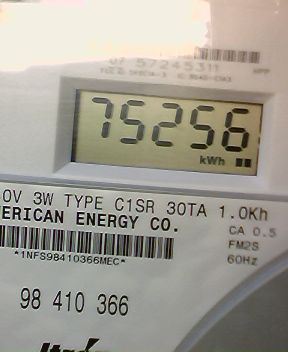 07 57245311
75256
kWh
0V 3W TYPE C1SR 30TA 1.0Kh
ERICAN ENERGY CO.
CA 0.5
FM2S
60Hz
*1NFS98410366MEC*
98 410 366